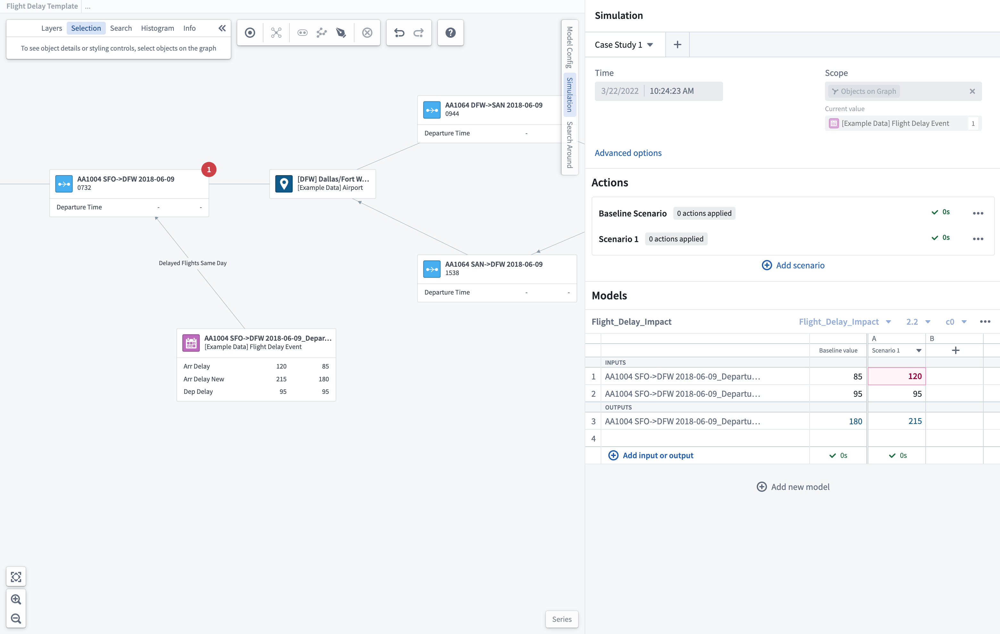 Flight Delay Template ...
Layers Selection Search Histogram Info
To see object details or styling controls, select objects on the graph
Model Config
Simulation
Search Around
AA1064 DFW->SAN 2018-06-09
0944
Departure Time -
1
AA1004 SFO->DFW 2018-06-09
0732
Departure Time - -
[DFW] Dallas/Fort W...
[Example Data] Airport
Delayed Flights Same Day
AA1064 SAN->DFW 2018-06-09
1538
Departure Time - -
AA1004 SFO->DFW 2018-06-09_Depar...
[Example Data] Flight Delay Event
Arr Delay 120 85
Arr Delay New 215 180
Dep Delay 95 95
Series
Simulation
Case Study 1
Time
3/22/2022 10:24:23 AM
Scope
Objects on Graph
Current value
[Example Data] Flight Delay Event 1
Advanced options
Actions
Baseline Scenario 0 actions applied 0s
Scenario 1 0 actions applied 0s
Add scenario
Models
Flight_Delay_Impact Flight_Delay_Impact 2.2 c0
A B
Baseline value Scenario 1
INPUTS
1 AA1004 SFO->DFW 2018-06-09_Departu... 85 120
2 AA1004 SFO->DFW 2018-06-09_Departu... 95 95
OUTPUTS
3 AA1004 SFO->DFW 2018-06-09_Departu... 180 215
4
Add input or output 0s 0s
Add new model